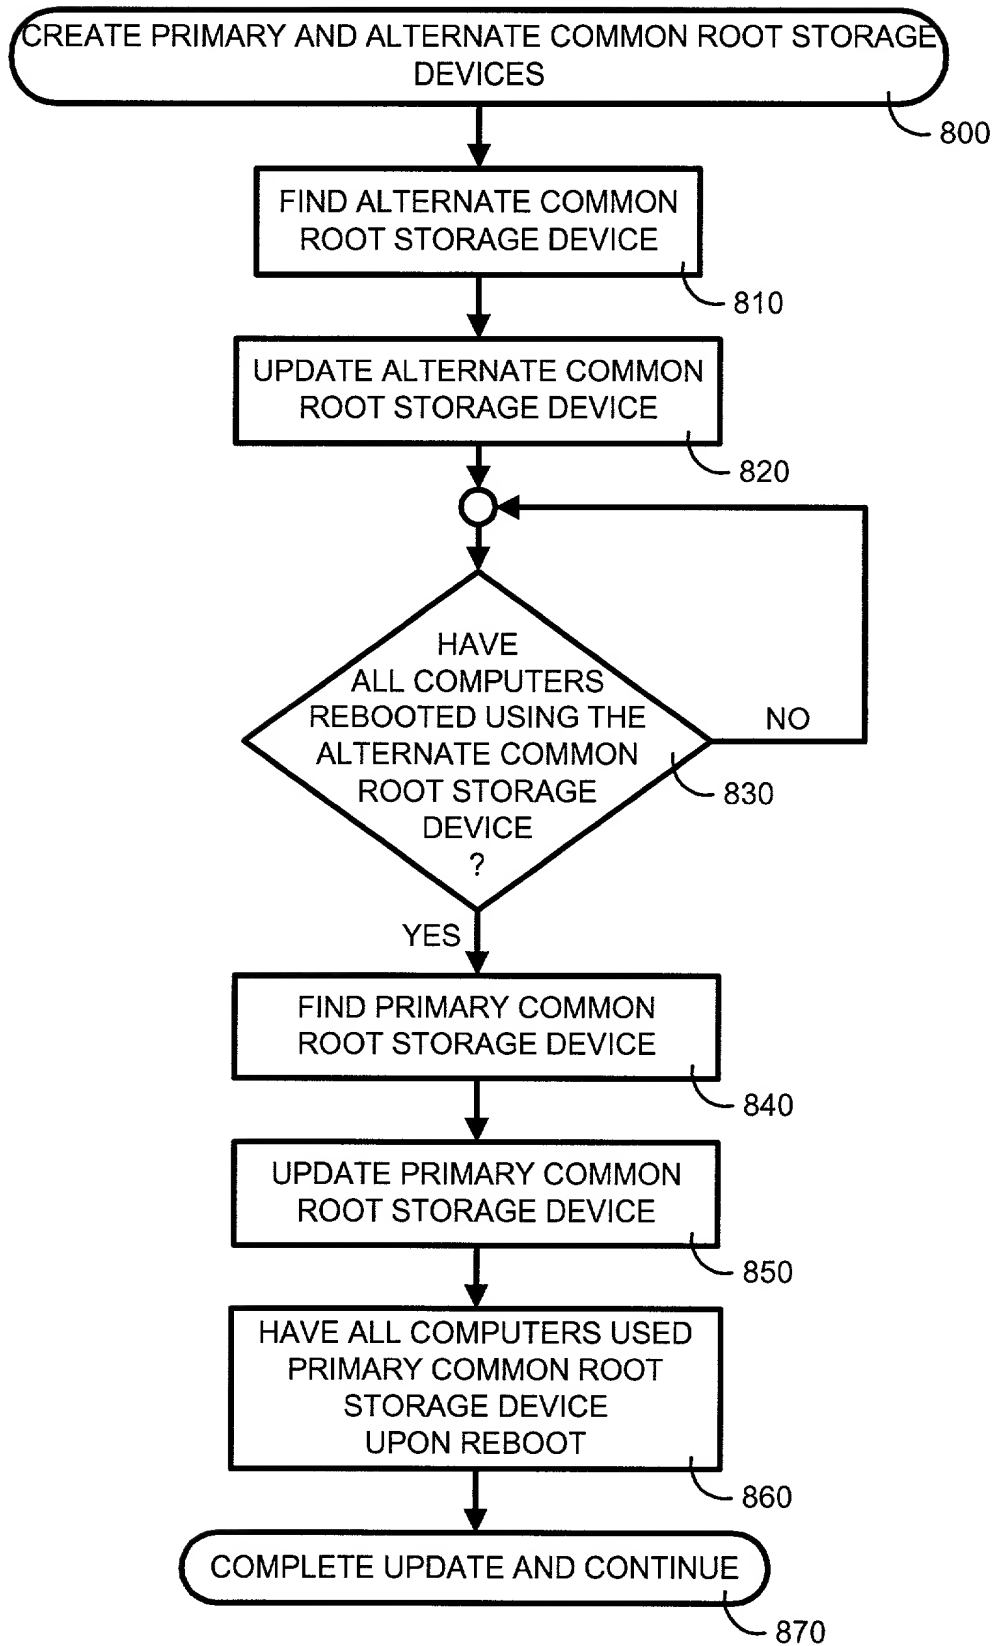 CREATE PRIMARY AND ALTERNATE COMMON ROOT STORAGE
DEVICES
800
FIND ALTERNATE COMMON
ROOT STORAGE DEVICE
810
UPDATE ALTERNATE COMMON
ROOT STORAGE DEVICE
820
HAVE
ALL COMPUTERS
REBOOTED USING THE
ALTERNATE COMMON
ROOT STORAGE
DEVICE
?
NO
830
YES
FIND PRIMARY COMMON
ROOT STORAGE DEVICE
840
UPDATE PRIMARY COMMON
ROOT STORAGE DEVICE
850
HAVE ALL COMPUTERS USED
PRIMARY COMMON ROOT
STORAGE DEVICE
UPON REBOOT
860
COMPLETE UPDATE AND CONTINUE
870